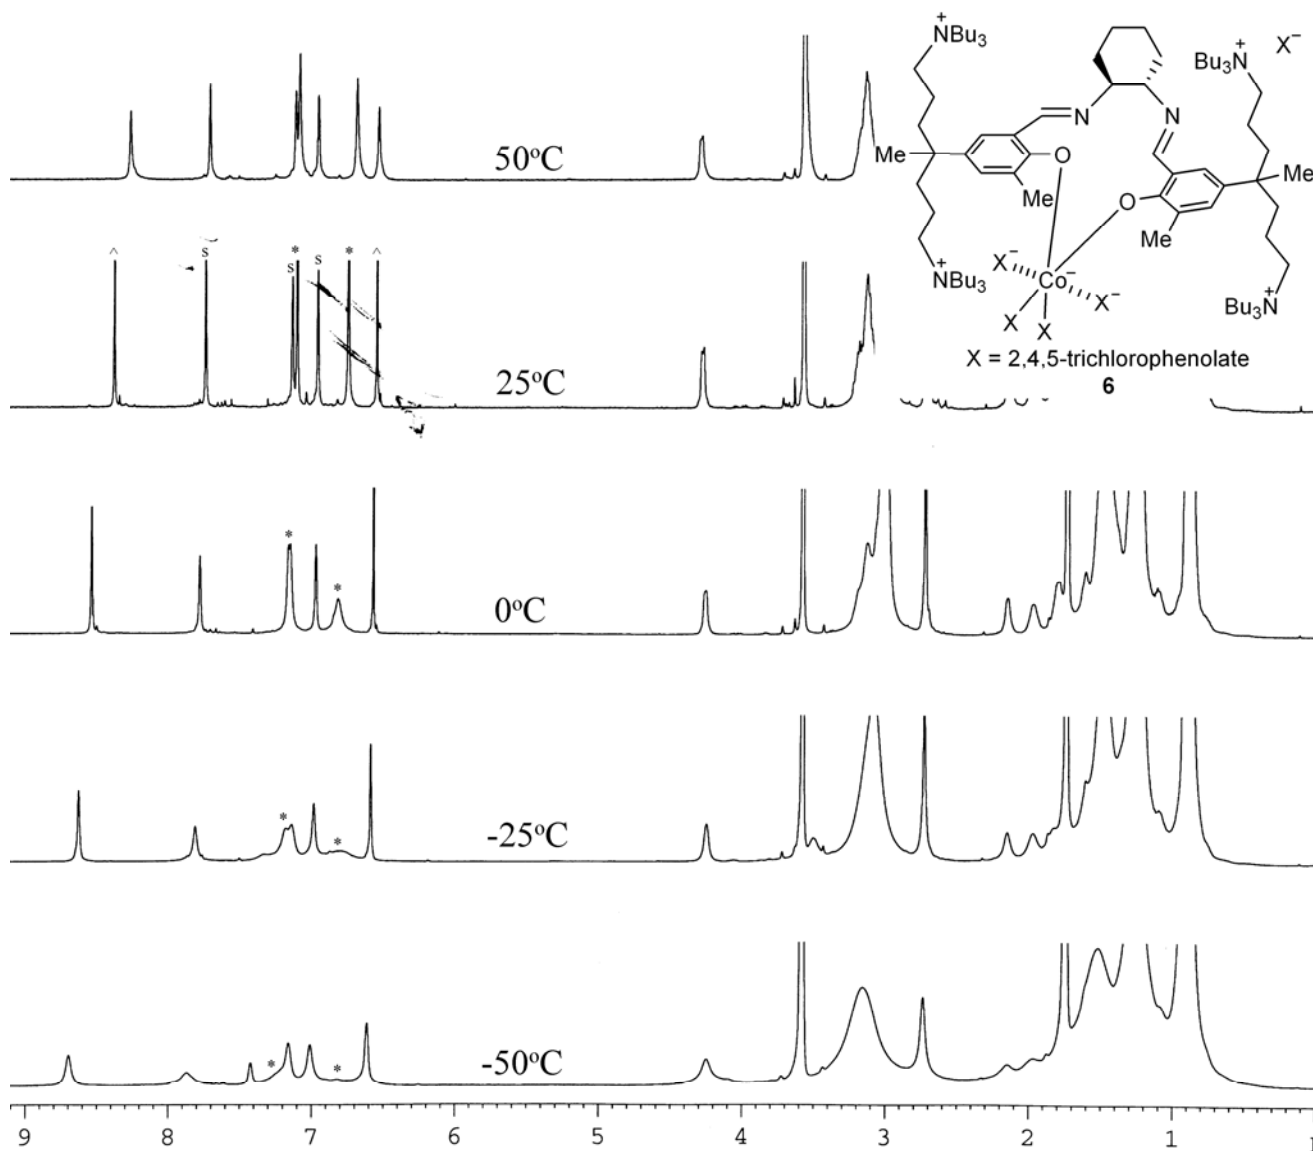 +
NBu₃
+
Bu₃N
X⁻
N
N
Me
O
Me
O
Me
Me
+
NBu₃
X⁻
Co⁻
X⁻
X
X
+
Bu₃N
X = 2,4,5-trichlorophenolate
6
50°C
^ s s * s * ^
25°C
* *
0°C
* *
-25°C
* *
-50°C
9 8 7 6 5 4 3 2 1